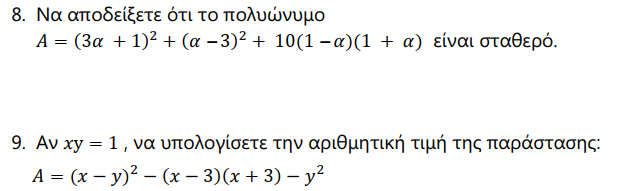 8. Να αποδείξετε ότι το πολυώνυμο
𝛢 = (3𝛼 + 1)² + (𝛼 – 3)² + 10(1 – 𝛼)(1 + 𝛼) είναι σταθερό.
9. Αν 𝑥𝑦 = 1 , να υπολογίσετε την αριθμητική τιμή της παράστασης:
𝛢 = (𝑥 − 𝑦)² − (𝑥 − 3)(𝑥 + 3) − 𝑦²